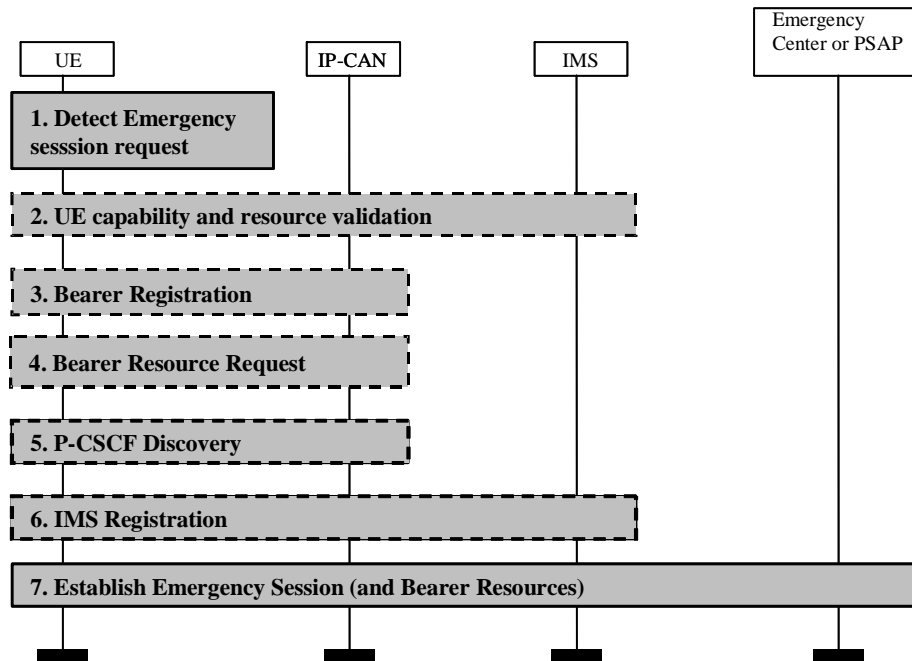 Emergency
Center or PSAP
UE
IP-CAN
IMS
1. Detect Emergency
sesssion request
2. UE capability and resource validation
3. Bearer Registration
4. Bearer Resource Request
5. P-CSCF Discovery
6. IMS Registration
7. Establish Emergency Session (and Bearer Resources)